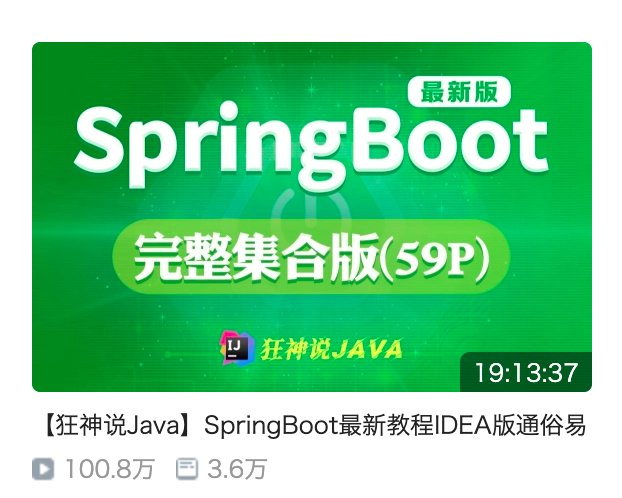 最新版
SpringBoot
完整集合版(59P)
IJ 狂神说JAVA
19:13:37
【狂神说Java】SpringBoot最新教程IDEA版通俗易
100.8万 3.6万